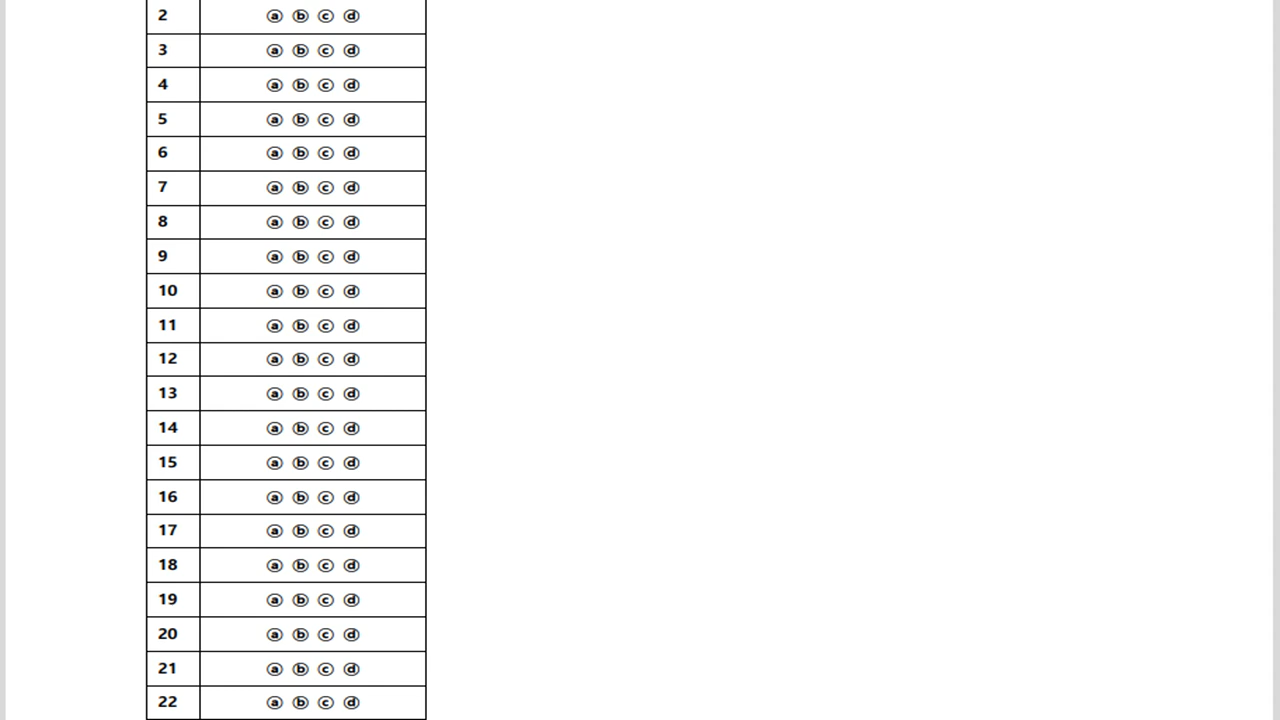 2 ⓐ ⓑ ⓒ ⓓ
3 ⓐ ⓑ ⓒ ⓓ
4 ⓐ ⓑ ⓒ ⓓ
5 ⓐ ⓑ ⓒ ⓓ
6 ⓐ ⓑ ⓒ ⓓ
7 ⓐ ⓑ ⓒ ⓓ
8 ⓐ ⓑ ⓒ ⓓ
9 ⓐ ⓑ ⓒ ⓓ
10 ⓐ ⓑ ⓒ ⓓ
11 ⓐ ⓑ ⓒ ⓓ
12 ⓐ ⓑ ⓒ ⓓ
13 ⓐ ⓑ ⓒ ⓓ
14 ⓐ ⓑ ⓒ ⓓ
15 ⓐ ⓑ ⓒ ⓓ
16 ⓐ ⓑ ⓒ ⓓ
17 ⓐ ⓑ ⓒ ⓓ
18 ⓐ ⓑ ⓒ ⓓ
19 ⓐ ⓑ ⓒ ⓓ
20 ⓐ ⓑ ⓒ ⓓ
21 ⓐ ⓑ ⓒ ⓓ
22 ⓐ ⓑ ⓒ ⓓ